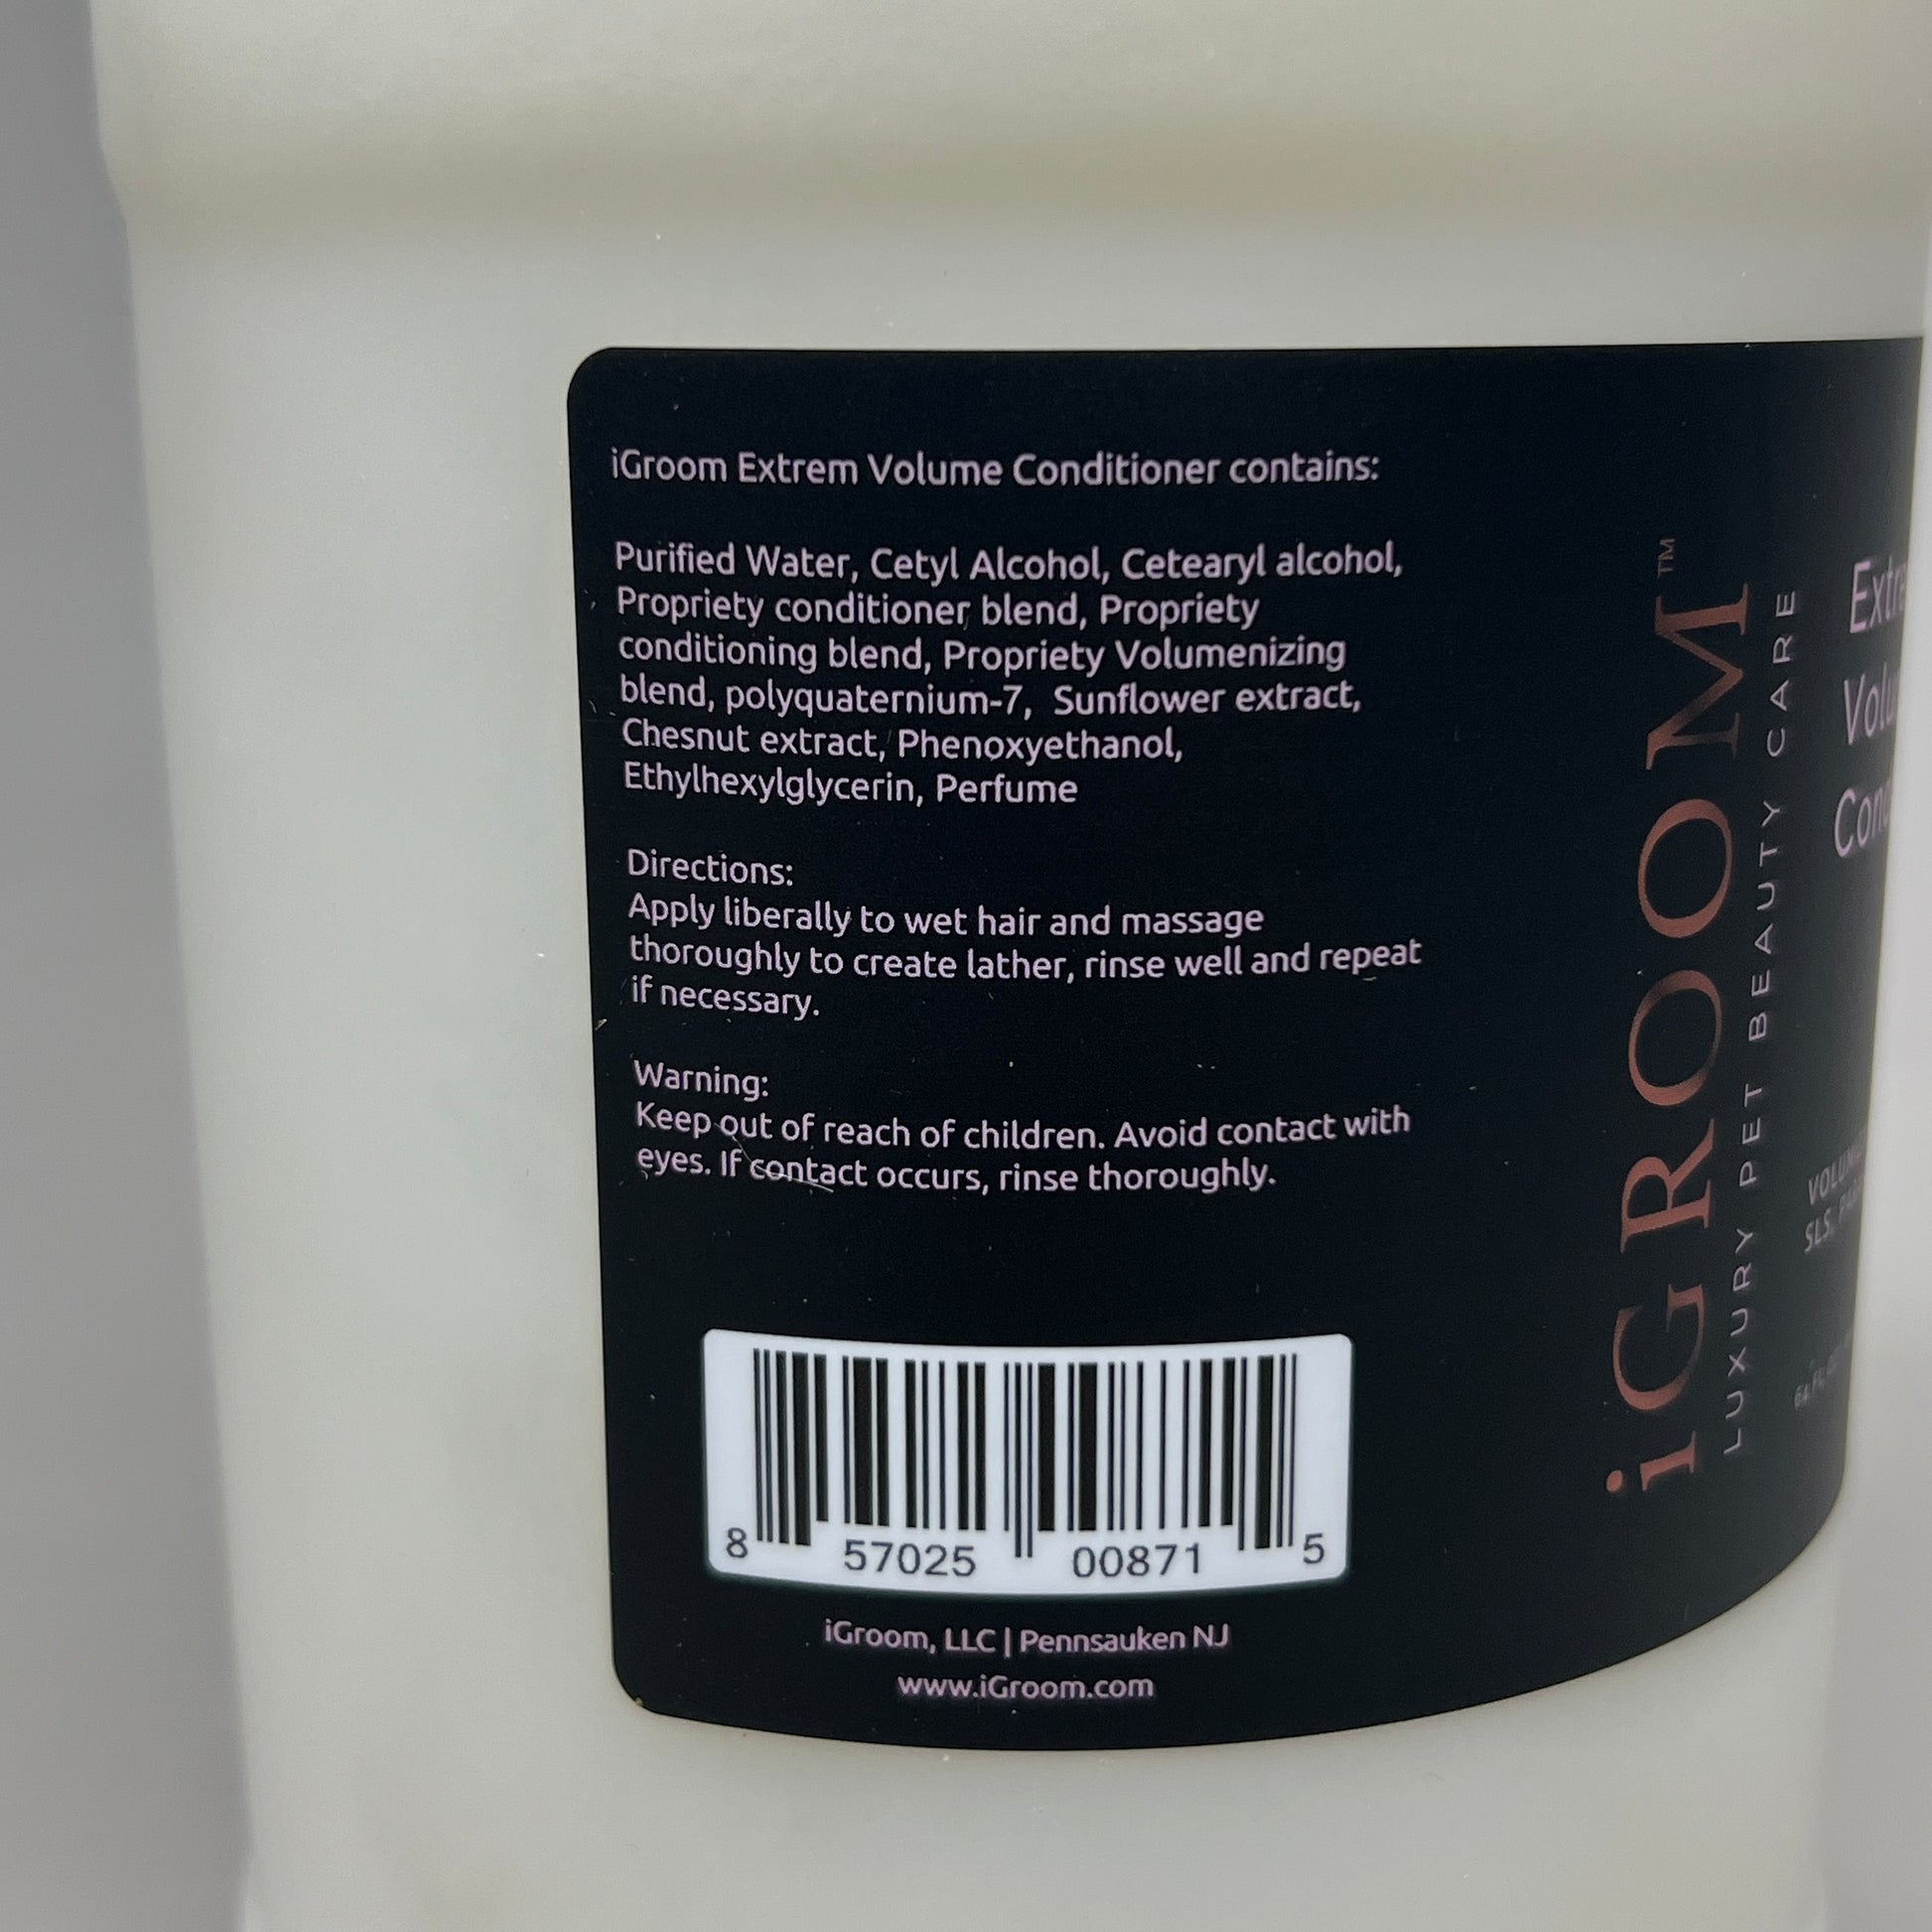 iGroom Extrem Volume Conditioner contains:
Purified Water, Cetyl Alcohol, Cetearyl alcohol,
Propriety conditioner blend, Propriety
conditioning blend, Propriety Volumenizing
blend, polyquaternium-7, Sunflower extract,
Chesnut extract, Phenoxyethanol,
Ethylhexylglycerin, Perfume
Directions:
Apply liberally to wet hair and massage
thoroughly to create lather, rinse well and repeat
if necessary.
Warning:
Keep out of reach of children. Avoid contact with
eyes. If contact occurs, rinse thoroughly.
8 57025 00871 5
iGroom, LLC | Pennsauken NJ
www.iGroom.com
iGROOM™
LUXURY PET BEAUTY CARE